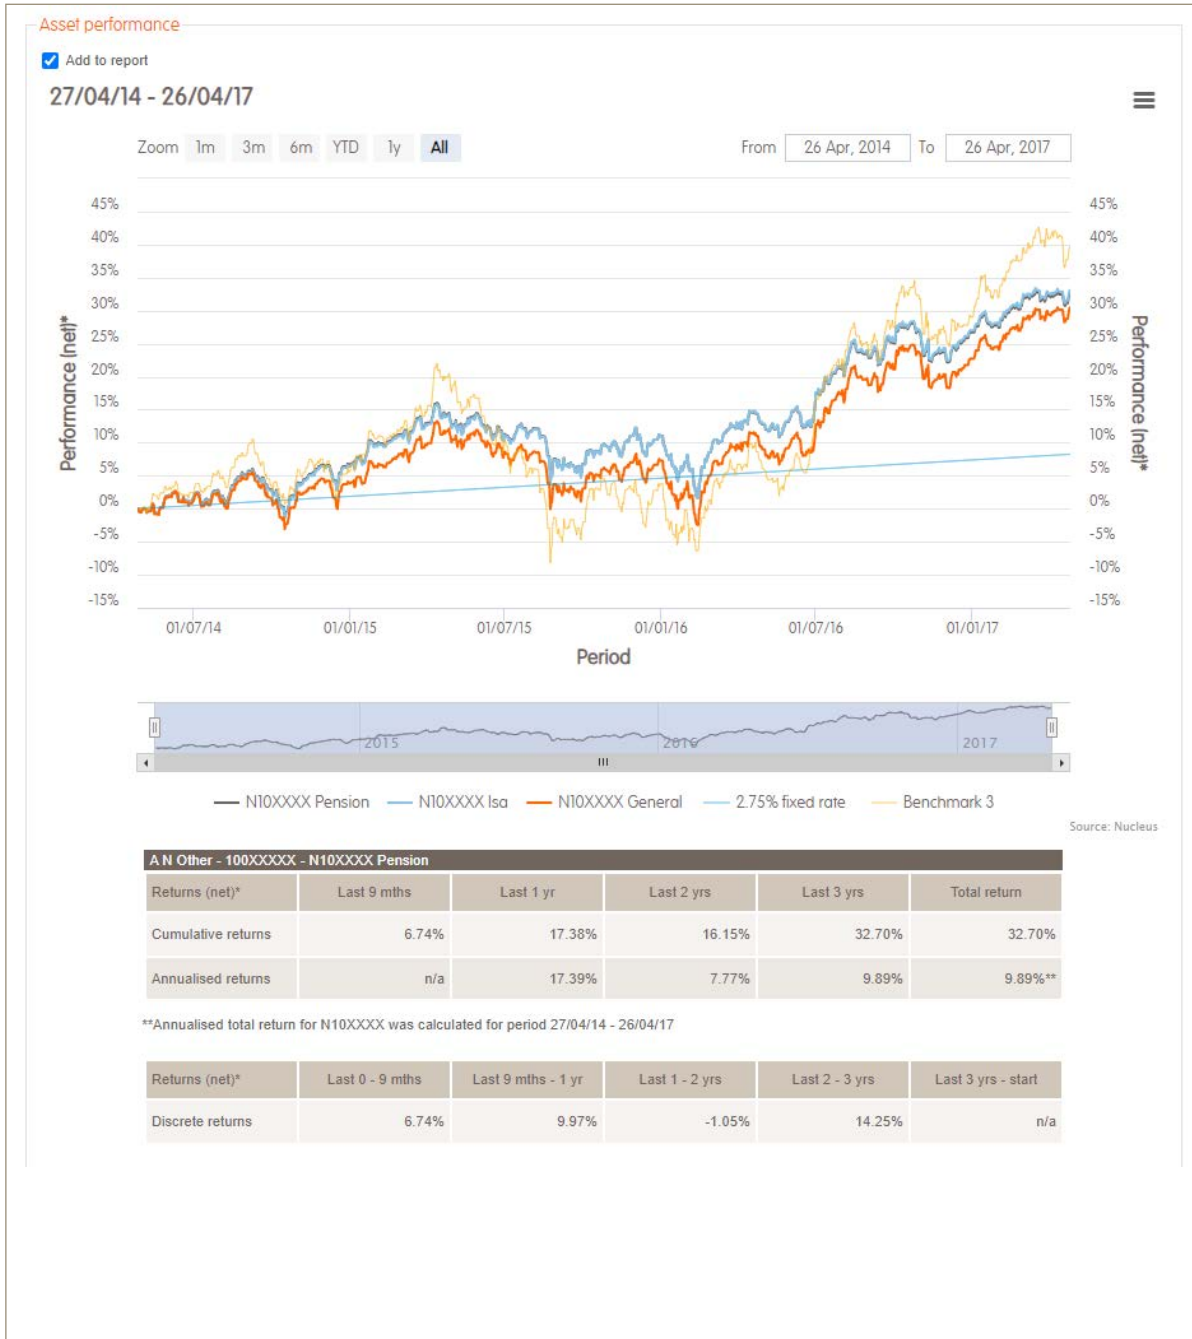 Asset performance
Add to report
27/04/14 - 26/04/17
Zoom 1m 3m 6m YTD 1y All From 26 Apr, 2014 To 26 Apr, 2017
45% 45%
40% 40%
35% 35%
30% 30%
25% 25%
20% 20%
15% 15%
10% 10%
5% 5%
0% 0%
-5% -5%
-10% -10%
-15% -15%
Performance (net)*
Performance (net)*
01/07/14 01/01/15 01/07/15 01/01/16 01/07/16 01/01/17
Period
2015 2016 2017
N10XXXX Pension N10XXXX Isa N10XXXX General 2.75% fixed rate Benchmark 3
Source: Nucleus
A N Other - 100XXXXX - N10XXXX Pension
Returns (net)* Last 9 mths Last 1 yr Last 2 yrs Last 3 yrs Total return
Cumulative returns 6.74% 17.38% 16.15% 32.70% 32.70%
Annualised returns n/a 17.39% 7.77% 9.89% 9.89%**
**Annualised total return for N10XXXX was calculated for period 27/04/14 - 26/04/17
Returns (net)* Last 0 - 9 mths Last 9 mths - 1 yr Last 1 - 2 yrs Last 2 - 3 yrs Last 3 yrs - start
Discrete returns 6.74% 9.97% -1.05% 14.25% n/a